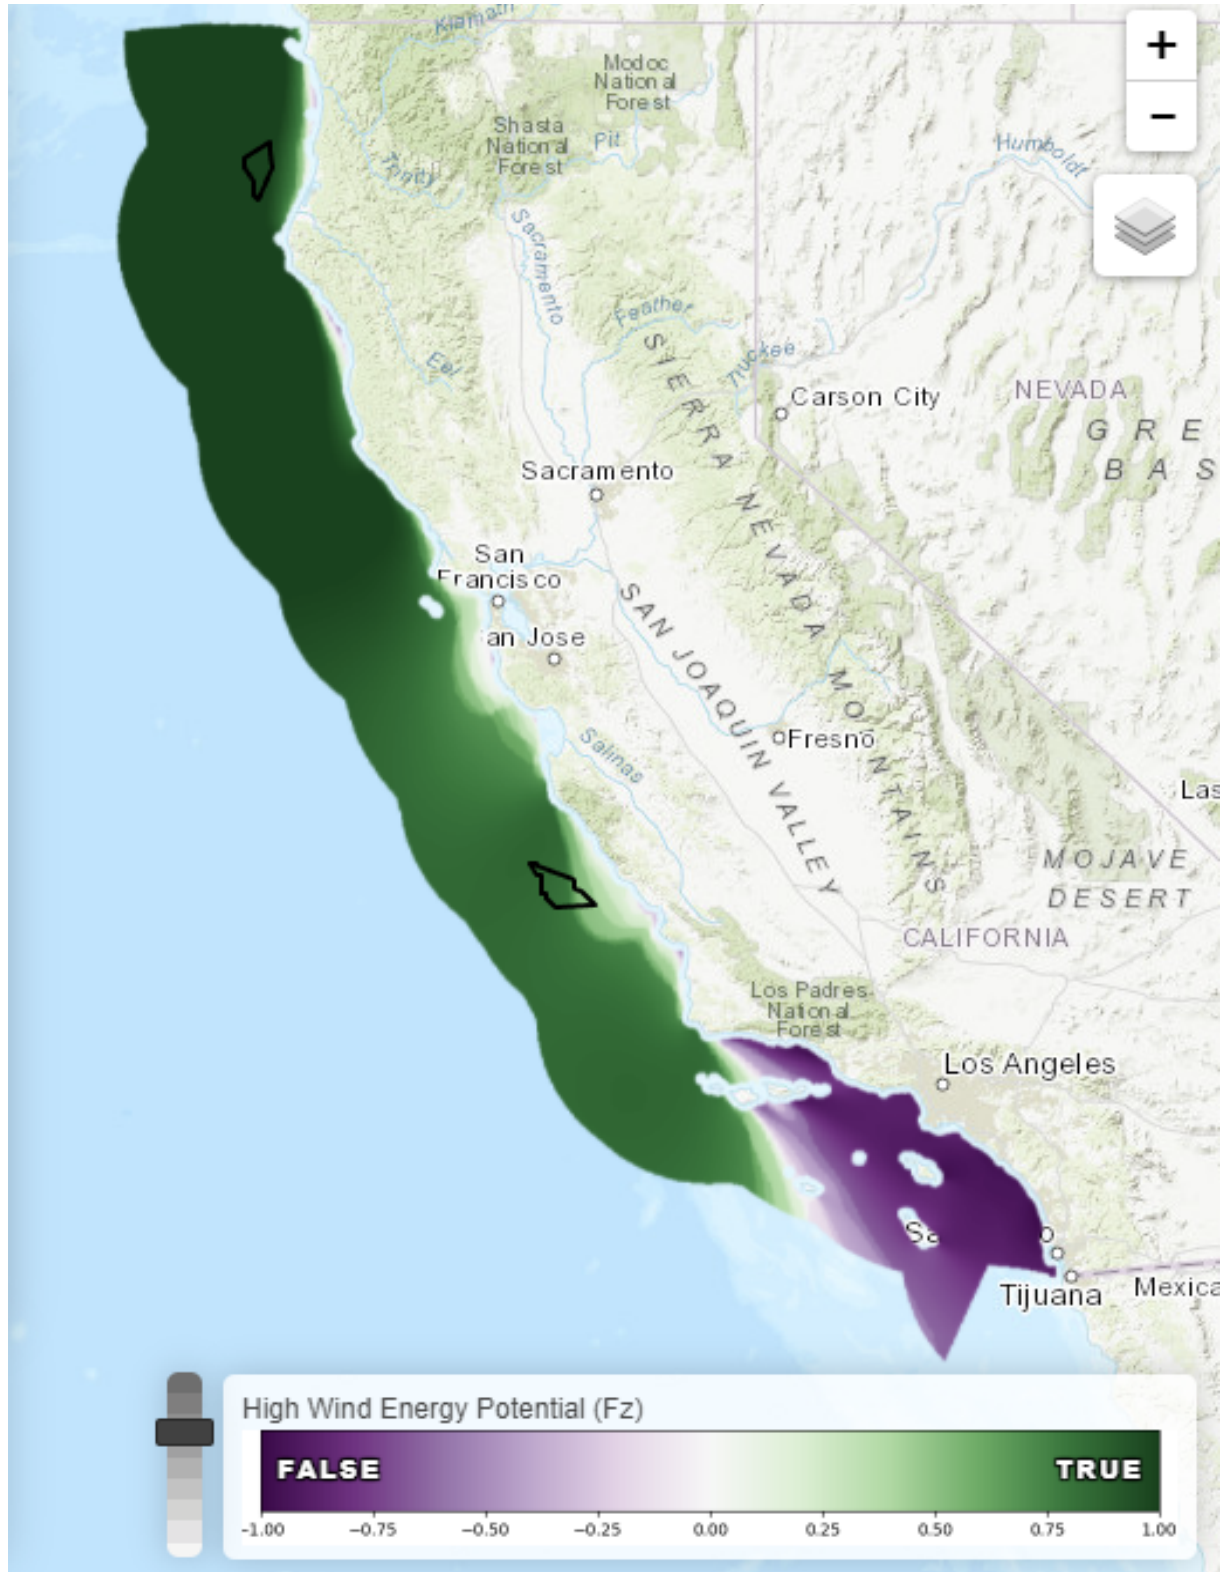 Klamath
+
Modoc
National
Forest
−
Shasta
National
Forest
Pit
Humboldt
Trinity
Sacramento
Feather
SIERRA NEVADA MOUNTAINS
Truckee
Eel
Carson City
NEVADA
GRE
BAS
Sacramento
San
Francisco
SAN JOAQUIN VALLEY
an Jose
Salinas
Fresno
Las
MOJAVE
DESERT
CALIFORNIA
Los Padres
National
Forest
Los Angeles
Sa
o
Tijuana
Mexica
High Wind Energy Potential (Fz)
FALSE
TRUE
-1.00 −0.75 −0.50 −0.25 0.00 0.25 0.50 0.75 1.00